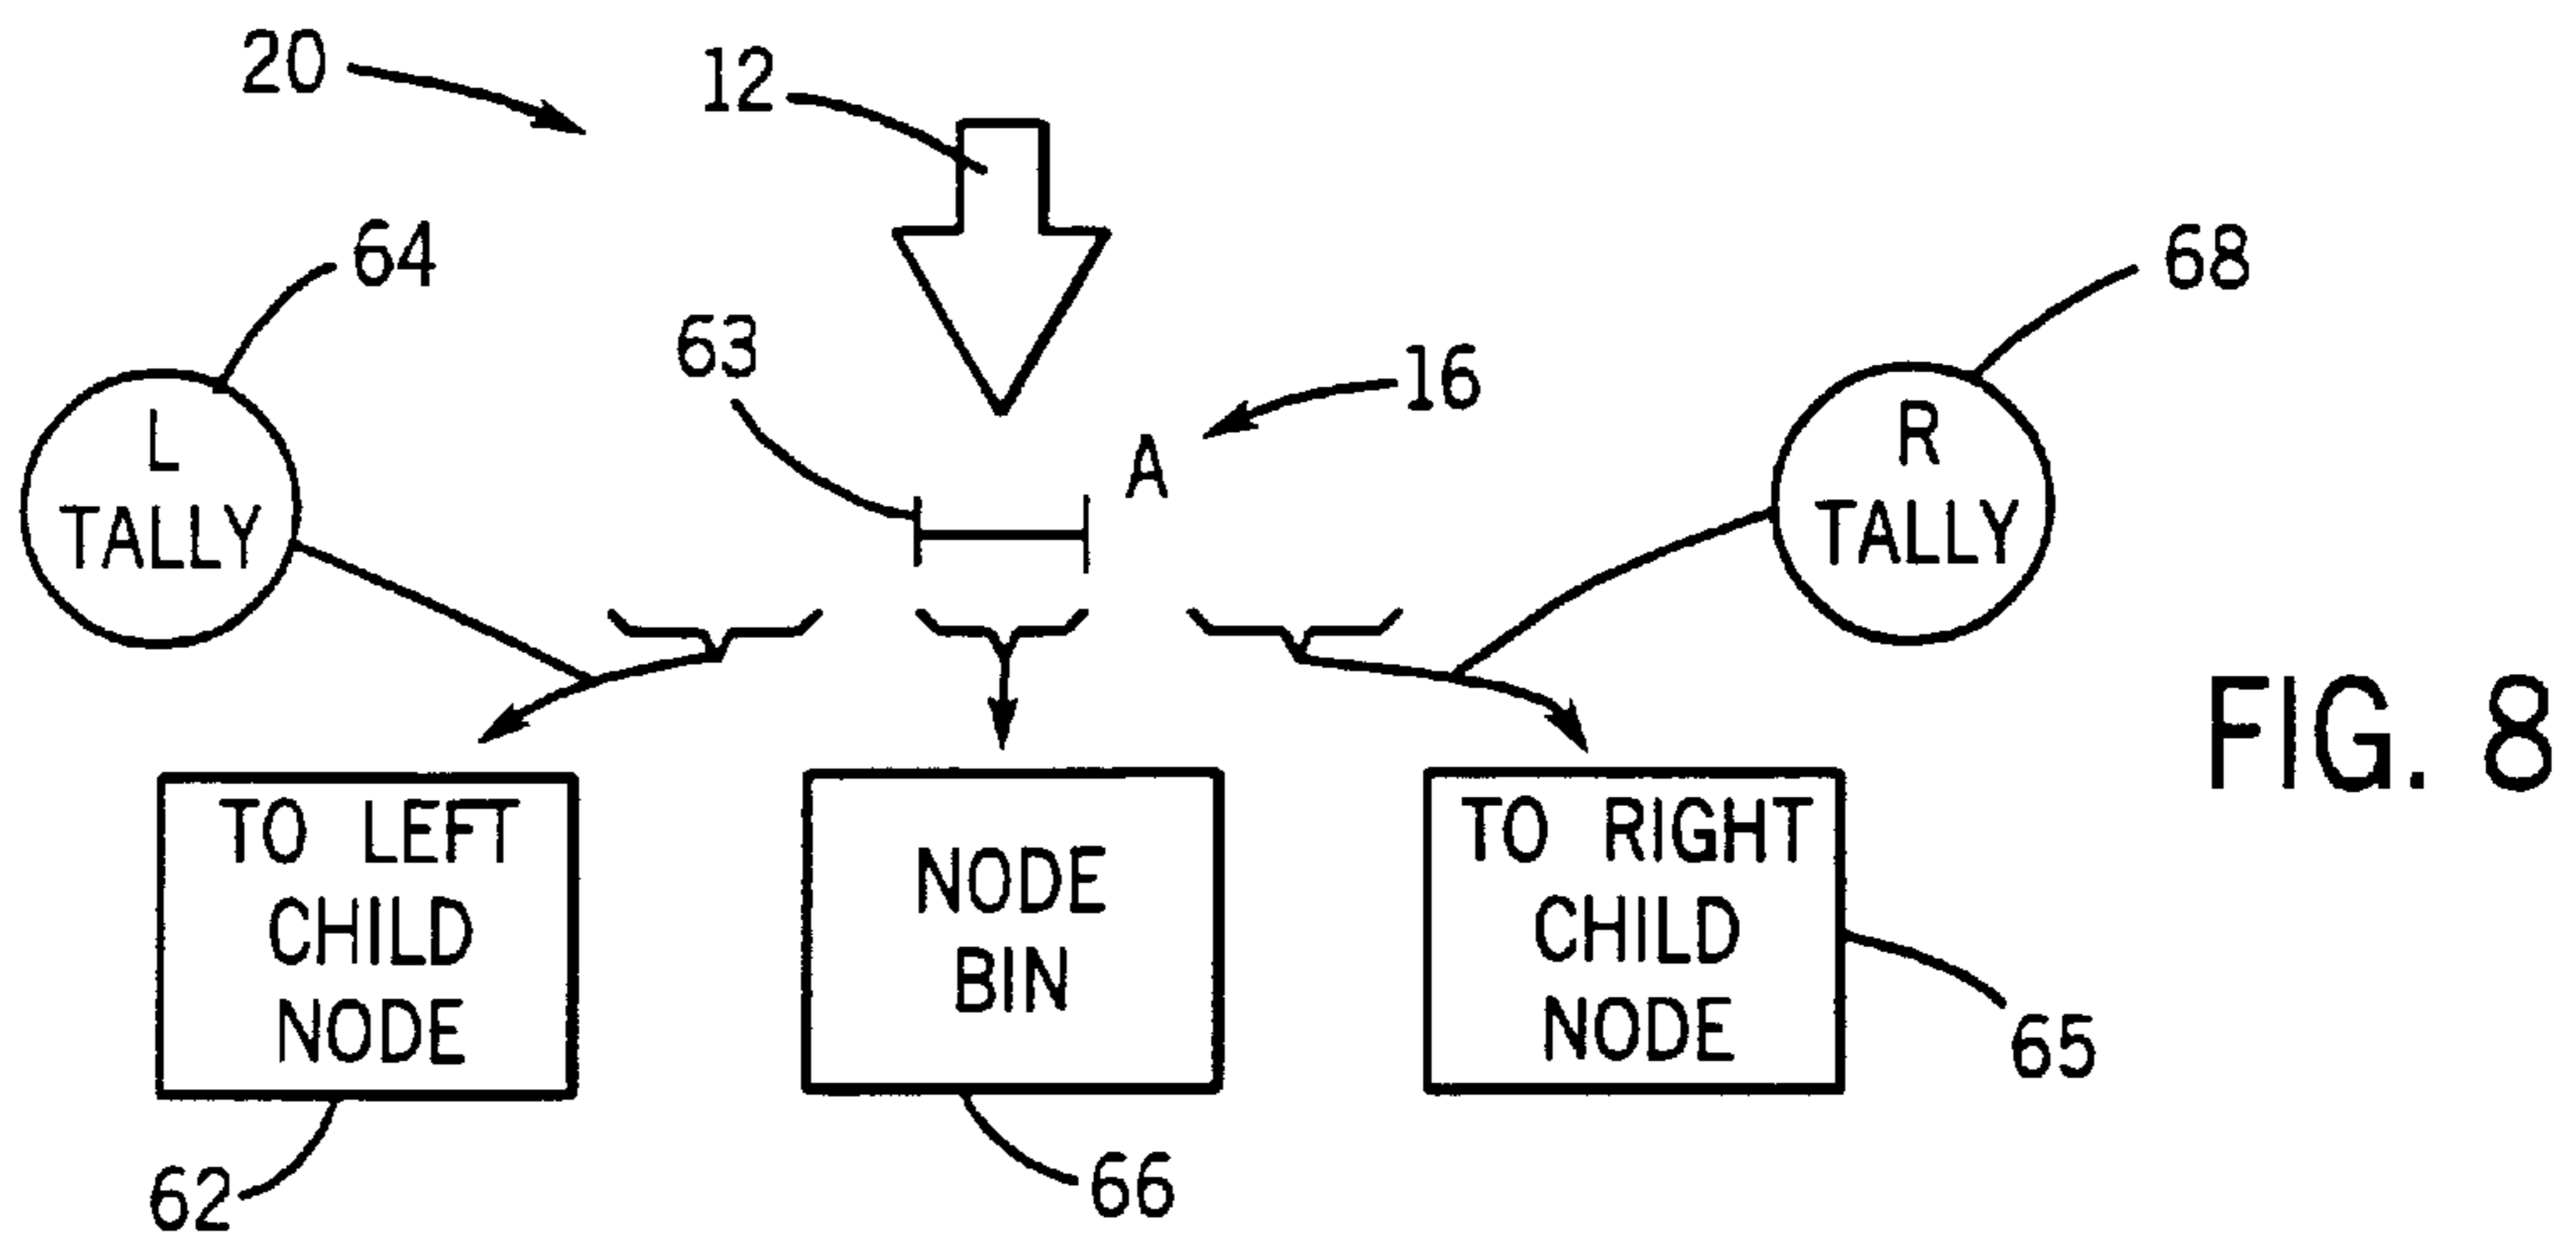 20
12
64
68
63
16
A
L
TALLY
R
TALLY
FIG. 8
TO LEFT
CHILD
NODE
NODE
BIN
TO RIGHT
CHILD
NODE
65
62
66